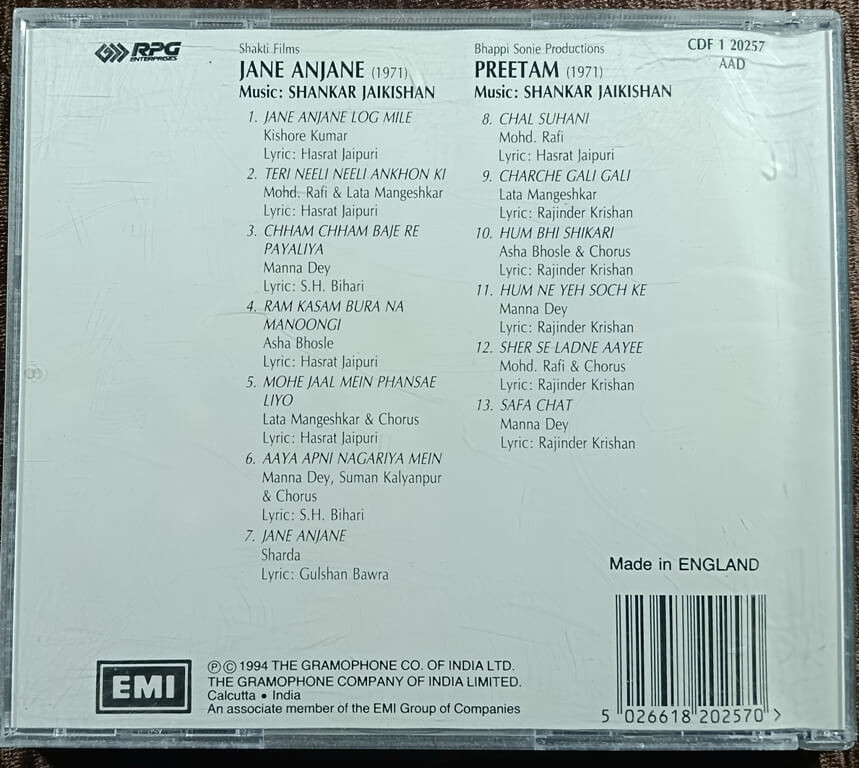 RPG
ENTERPRISES
Shakti Films
JANE ANJANE (1971)
Music: SHANKAR JAIKISHAN
1. JANE ANJANE LOG MILE
Kishore Kumar
Lyric: Hasrat Jaipuri
2. TERI NEELI NEELI ANKHON KI
Mohd. Rafi & Lata Mangeshkar
Lyric: Hasrat Jaipuri
3. CHHAM CHHAM BAJE RE
PAYALIYA
Manna Dey
Lyric: S.H. Bihari
4. RAM KASAM BURA NA
MANOONGI
Asha Bhosle
Lyric: Hasrat Jaipuri
5. MOHE JAAL MEIN PHANSAE
LIYO
Lata Mangeshkar & Chorus
Lyric: Hasrat Jaipuri
6. AAYA APNI NAGARIYA MEIN
Manna Dey, Suman Kalyanpur
& Chorus
Lyric: S.H. Bihari
7. JANE ANJANE
Sharda
Lyric: Gulshan Bawra
Bhappi Sonie Productions
PREETAM (1971)
Music: SHANKAR JAIKISHAN
8. CHAL SUHANI
Mohd. Rafi
Lyric: Hasrat Jaipuri
9. CHARCHE GALI GALI
Lata Mangeshkar
Lyric: Rajinder Krishan
10. HUM BHI SHIKARI
Asha Bhosle & Chorus
Lyric: Rajinder Krishan
11. HUM NE YEH SOCH KE
Manna Dey
Lyric: Rajinder Krishan
12. SHER SE LADNE AAYEE
Mohd. Rafi & Chorus
Lyric: Rajinder Krishan
13. SAFA CHAT
Manna Dey
Lyric: Rajinder Krishan
CDF 1 20257
AAD
Made in ENGLAND
5 026618 202570 >
EMI
℗ © 1994 THE GRAMOPHONE CO. OF INDIA LTD.
THE GRAMOPHONE COMPANY OF INDIA LIMITED.
Calcutta • India
An associate member of the EMI Group of Companies